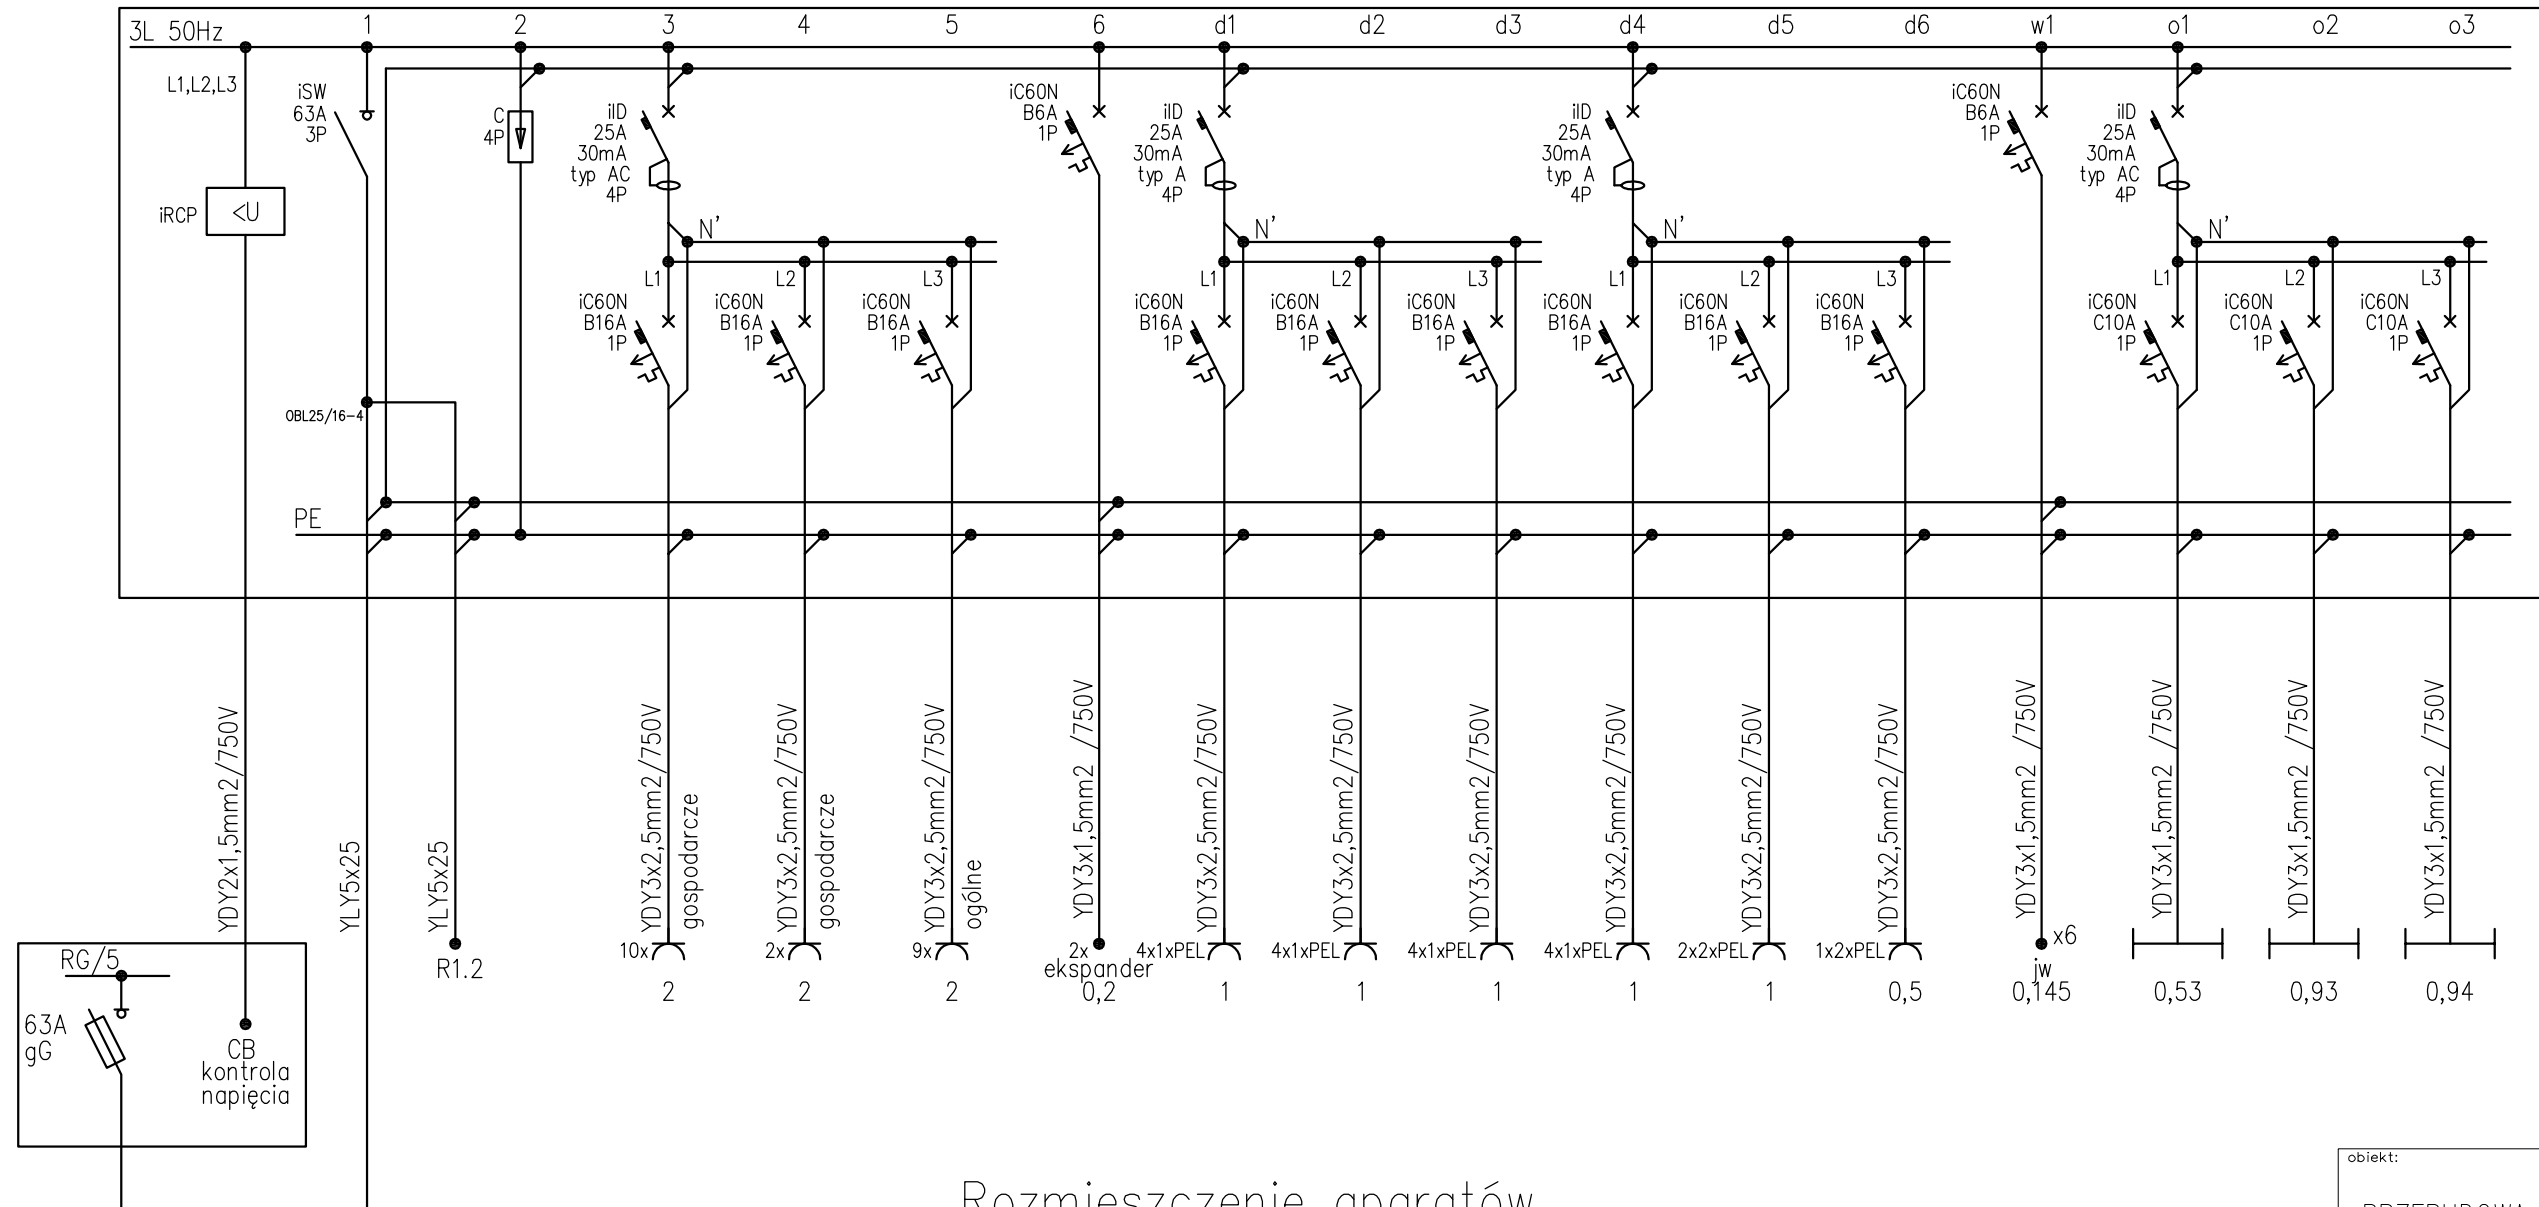 3L 50Hz
1
2
3
4
5
6
d1
d2
d3
d4
d5
d6
w1
o1
o2
o3
L1,L2,L3
iRCP
<U
iSW
63A
3P
OBL25/16-4
C
4P
iID
25A
30mA
typ AC
4P
iC60N
B6A
1P
iID
25A
30mA
typ A
4P
iID
25A
30mA
typ A
4P
iC60N
B6A
1P
iID
25A
30mA
typ AC
4P
N'
N'
N'
N'
L1
L2
L3
L1
L2
L3
L1
L2
L3
L1
L2
L3
iC60N
B16A
1P
iC60N
B16A
1P
iC60N
B16A
1P
iC60N
B16A
1P
iC60N
B16A
1P
iC60N
B16A
1P
iC60N
B16A
1P
iC60N
B16A
1P
iC60N
B16A
1P
iC60N
C10A
1P
iC60N
C10A
1P
iC60N
C10A
1P
PE
YDY2x1,5mm2/750V
YLY5x25
YLY5x25
YDY3x2,5mm2/750V
gospodarcze
YDY3x2,5mm2/750V
gospodarcze
YDY3x2,5mm2/750V
ogólne
YDY3x1,5mm2 /750V
YDY3x2,5mm2/750V
YDY3x2,5mm2/750V
YDY3x2,5mm2/750V
YDY3x2,5mm2/750V
YDY3x2,5mm2/750V
YDY3x2,5mm2/750V
YDY3x1,5mm2 /750V
YDY3x1,5mm2 /750V
YDY3x1,5mm2 /750V
YDY3x1,5mm2 /750V
R1.2
10x
2x
9x
2x
ekspander
4x1xPEL
4x1xPEL
4x1xPEL
4x1xPEL
2x2xPEL
1x2xPEL
x6
jw
2
2
2
0,2
1
1
1
1
1
0,5
0,145
0,53
0,93
0,94
RG/5
63A
gG
CB
kontrola
napięcia
Rozmieszczenie aparatów
obiekt: